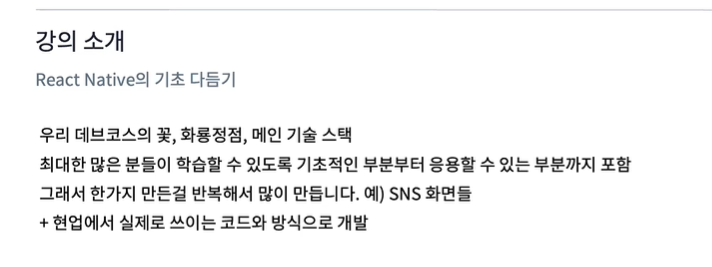 강의 소개
React Native의 기초 다듬기
우리 데브코스의 꽃, 화룡정점, 메인 기술 스택
최대한 많은 분들이 학습할 수 있도록 기초적인 부분부터 응용할 수 있는 부분까지 포함
그래서 한가지 만든걸 반복해서 많이 만듭니다. 예) SNS 화면들
+ 현업에서 실제로 쓰이는 코드와 방식으로 개발